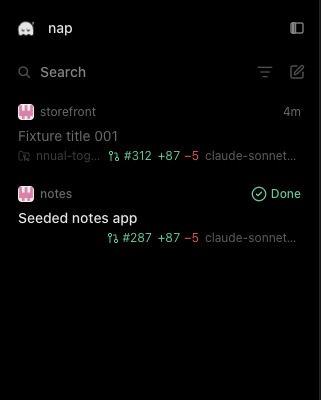 nap
Search
storefront 4m
Fixture title 001
nnual-tog... #312 +87 −5 claude-sonnet...
notes Done
Seeded notes app
#287 +87 −5 claude-sonnet...